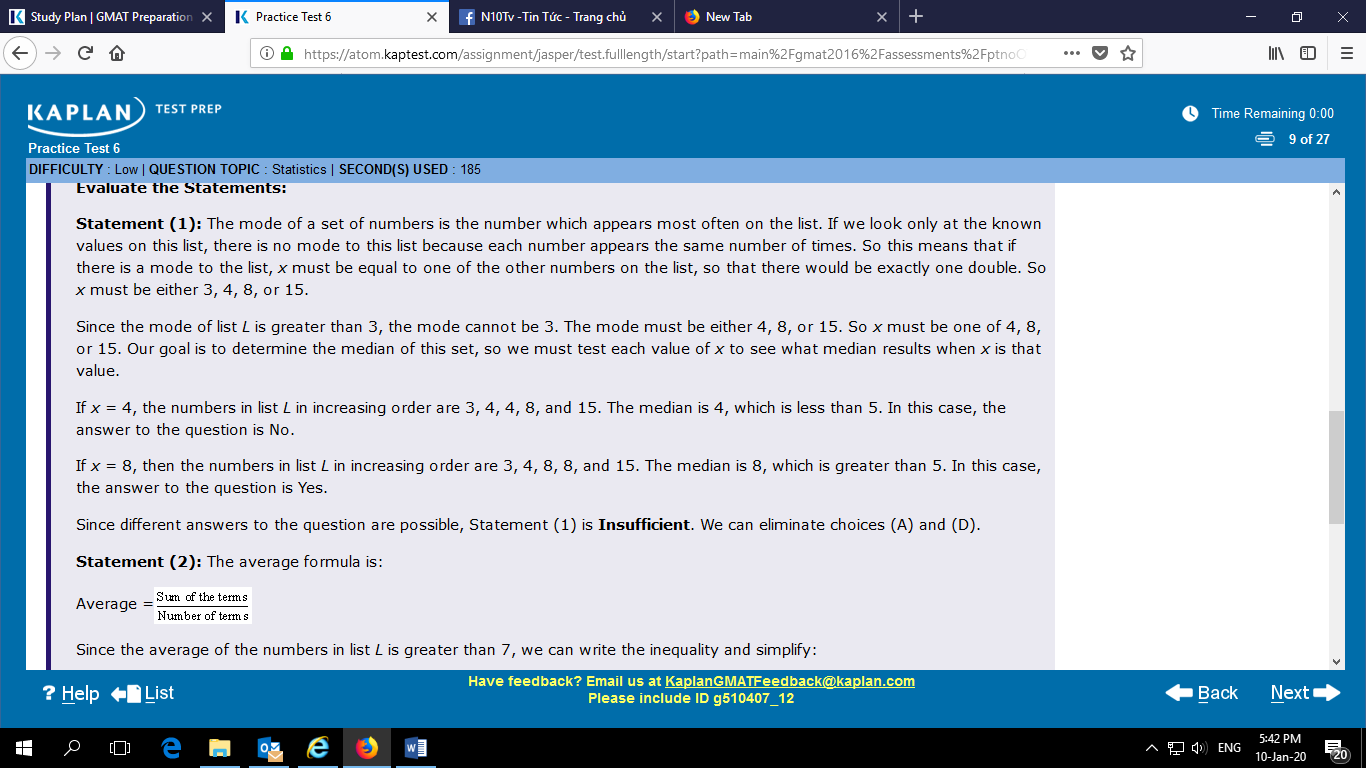 Study Plan | GMAT Preparation
Practice Test 6
N10Tv -Tin Tức - Trang chủ
New Tab
https://atom.kaptest.com/assignment/jasper/test.fulllength/start?path=main%2Fgmat2016%2Fassessments%2Fptno
KAPLAN TEST PREP
Time Remaining 0:00
Practice Test 6
9 of 27
DIFFICULTY : Low | QUESTION TOPIC : Statistics | SECOND(S) USED : 185
Evaluate the Statements:
Statement (1): The mode of a set of numbers is the number which appears most often on the list. If we look only at the known
values on this list, there is no mode to this list because each number appears the same number of times. So this means that if
there is a mode to the list, x must be equal to one of the other numbers on the list, so that there would be exactly one double. So
x must be either 3, 4, 8, or 15.
Since the mode of list L is greater than 3, the mode cannot be 3. The mode must be either 4, 8, or 15. So x must be one of 4, 8,
or 15. Our goal is to determine the median of this set, so we must test each value of x to see what median results when x is that
value.
If x = 4, the numbers in list L in increasing order are 3, 4, 4, 8, and 15. The median is 4, which is less than 5. In this case, the
answer to the question is No.
If x = 8, then the numbers in list L in increasing order are 3, 4, 8, 8, and 15. The median is 8, which is greater than 5. In this case,
the answer to the question is Yes.
Since different answers to the question are possible, Statement (1) is Insufficient. We can eliminate choices (A) and (D).
Statement (2): The average formula is:
Average = Sum of the terms
Number of terms
Since the average of the numbers in list L is greater than 7, we can write the inequality and simplify:
? Help
List
Have feedback? Email us at KaplanGMATFeedback@kaplan.com
Please include ID g510407_12
Back
Next
ENG
5:42 PM
10-Jan-20
20